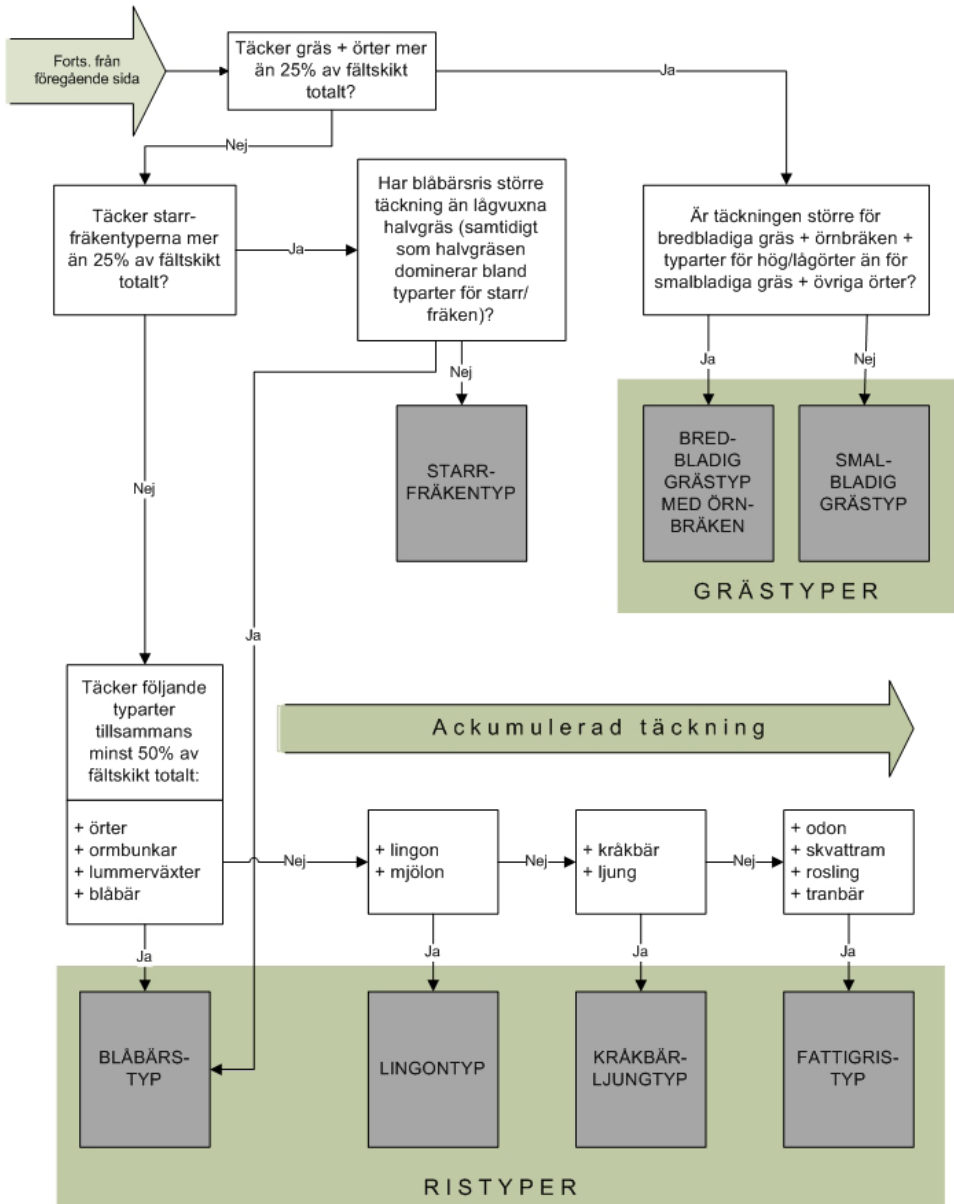 Forts. från
föregående sida
Täcker gräs + örter mer
än 25% av fältskikt
totalt?
Ja
Nej
Täcker starr-
fräkentyperna mer
än 25% av fältskikt
totalt?
Ja
Har blåbärsris större
täckning än lågvuxna
halvgräs (samtidigt
som halvgräsen
dominerar bland
typarter för starr/
fräken)?
Är täckningen större för
bredbladiga gräs + örnbräken +
typarter för hög/lågörter än för
smalbladiga gräs + övriga örter?
Nej
Ja
Nej
STARR-
FRÄKENTYP
BRED-
BLADIG
GRÄSTYP
MED ÖRN-
BRÄKEN
SMAL-
BLADIG
GRÄSTYP
GRÄSTYPER
Nej
Ja
Täcker följande
typarter
tillsammans
minst 50% av
fältskikt totalt:
+ örter
+ ormbunkar
+ lummerväxter
+ blåbär
Ackumulerad täckning
Nej
+ lingon
+ mjölon
Nej
+ kråkbär
+ ljung
Nej
+ odon
+ skvattram
+ rosling
+ tranbär
Ja
Ja
Ja
Ja
BLÅBÄRS-
TYP
LINGONTYP
KRÅKBÄR-
LJUNGTYP
FATTIGRIS-
TYP
RISTYPER